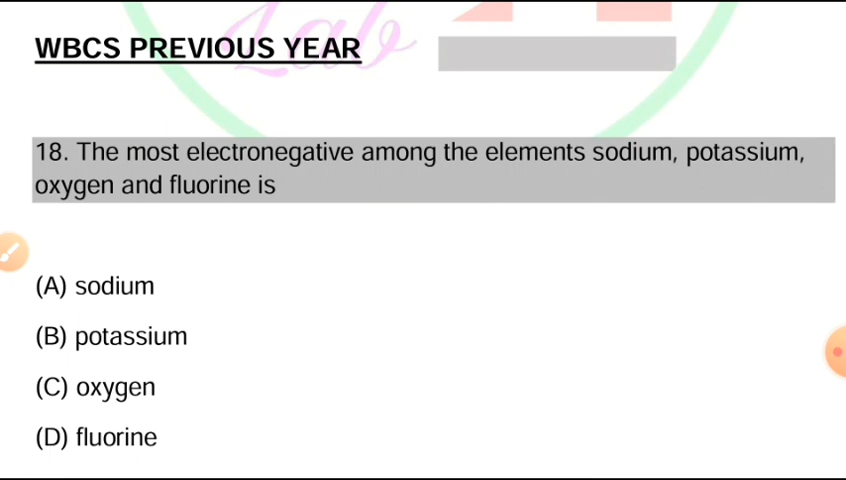 WBCS PREVIOUS YEAR
Lab
18. The most electronegative among the elements sodium, potassium,
oxygen and fluorine is
(A) sodium
(B) potassium
(C) oxygen
(D) fluorine